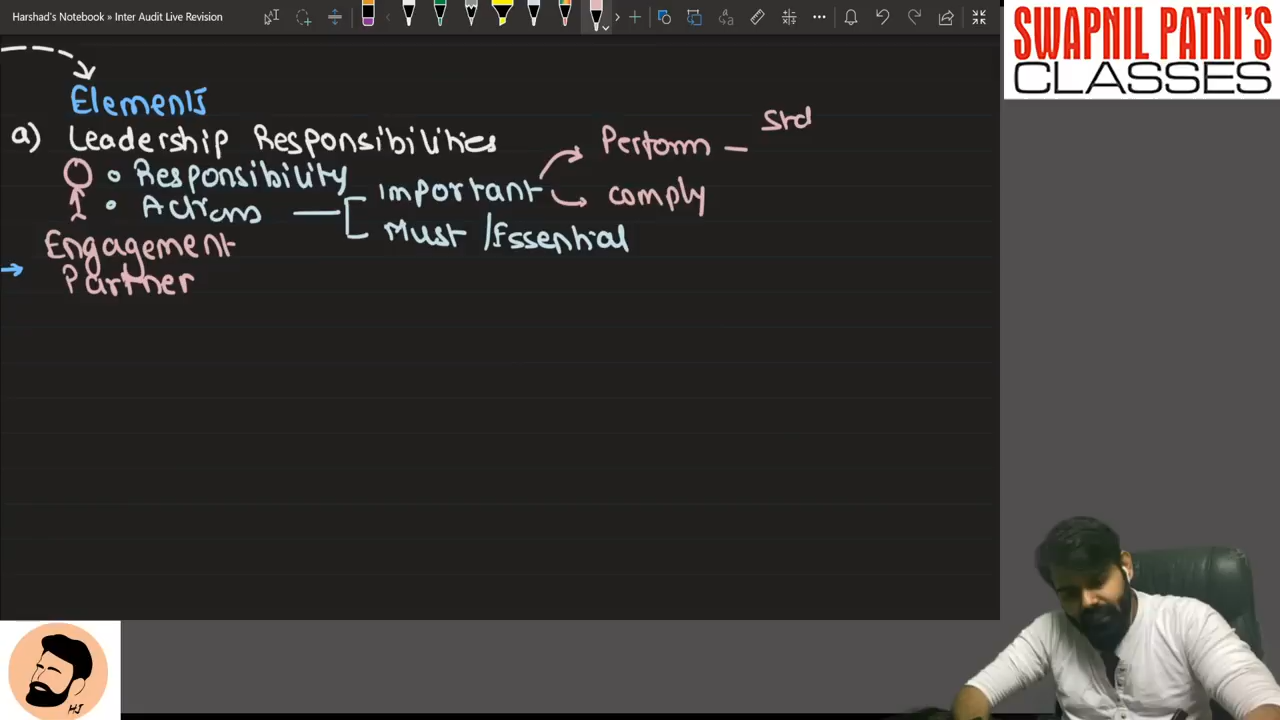 Harshad's Notebook » Inter Audit Live Revision
SWAPNIL PATNI'S
CLASSES
Elements
a) Leadership Responsibilities
Perform – Std
• Responsibility
• Actions — Important
comply
Must / Essential
Engagement
Partner
HJ